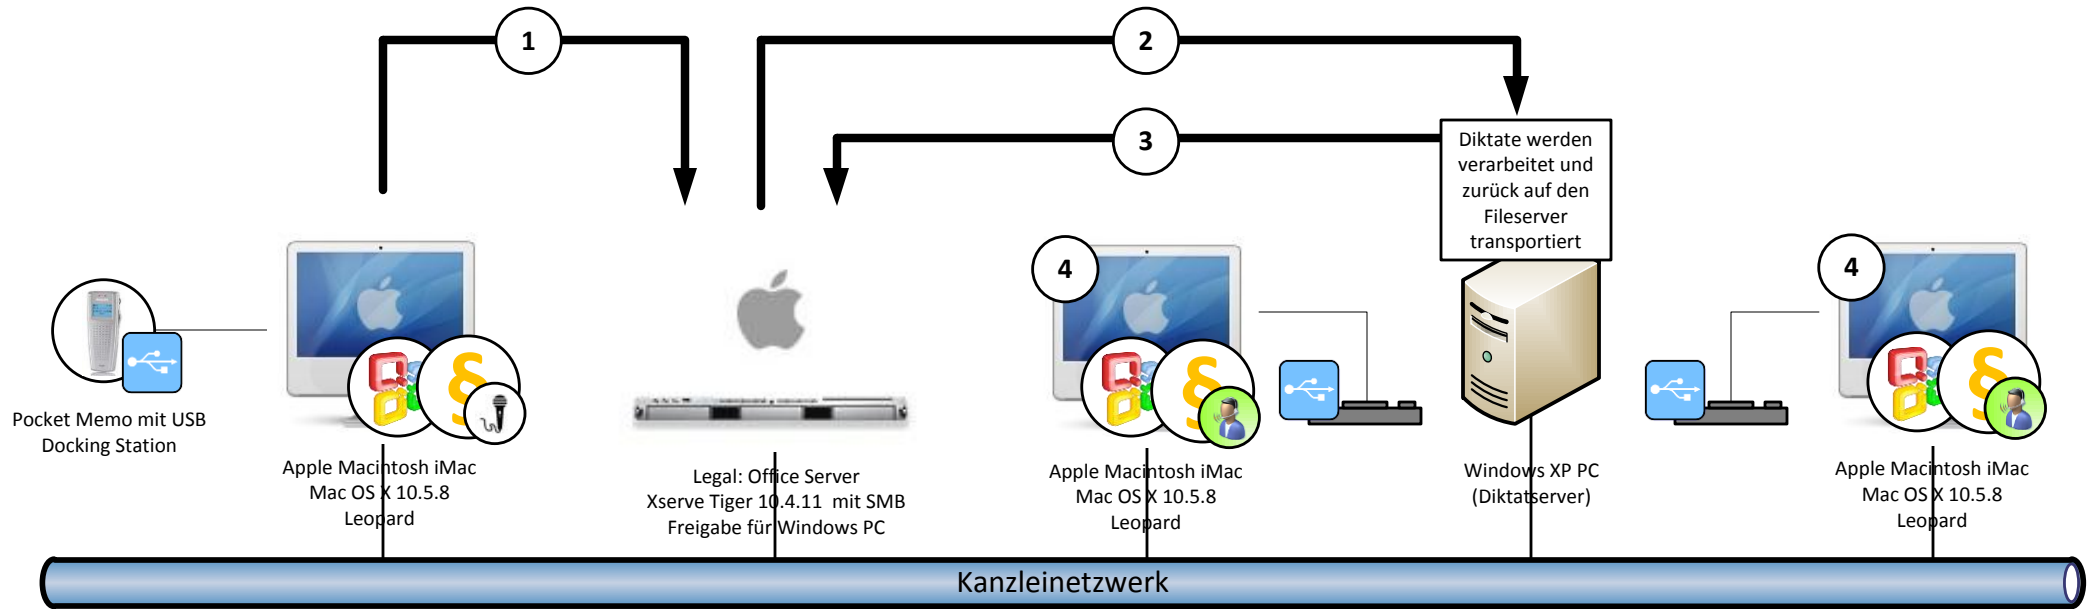 1
2
3
Diktate werden
verarbeitet und
zurück auf den
Fileserver
transportiert
4
4
§
§
§
Pocket Memo mit USB
Docking Station
Apple Macintosh iMac
Mac OS X 10.5.8
Leopard
Legal: Office Server
Xserve Tiger 10.4.11 mit SMB
Freigabe für Windows PC
Apple Macintosh iMac
Mac OS X 10.5.8
Leopard
Windows XP PC
(Diktatserver)
Apple Macintosh iMac
Mac OS X 10.5.8
Leopard
Kanzleinetzwerk